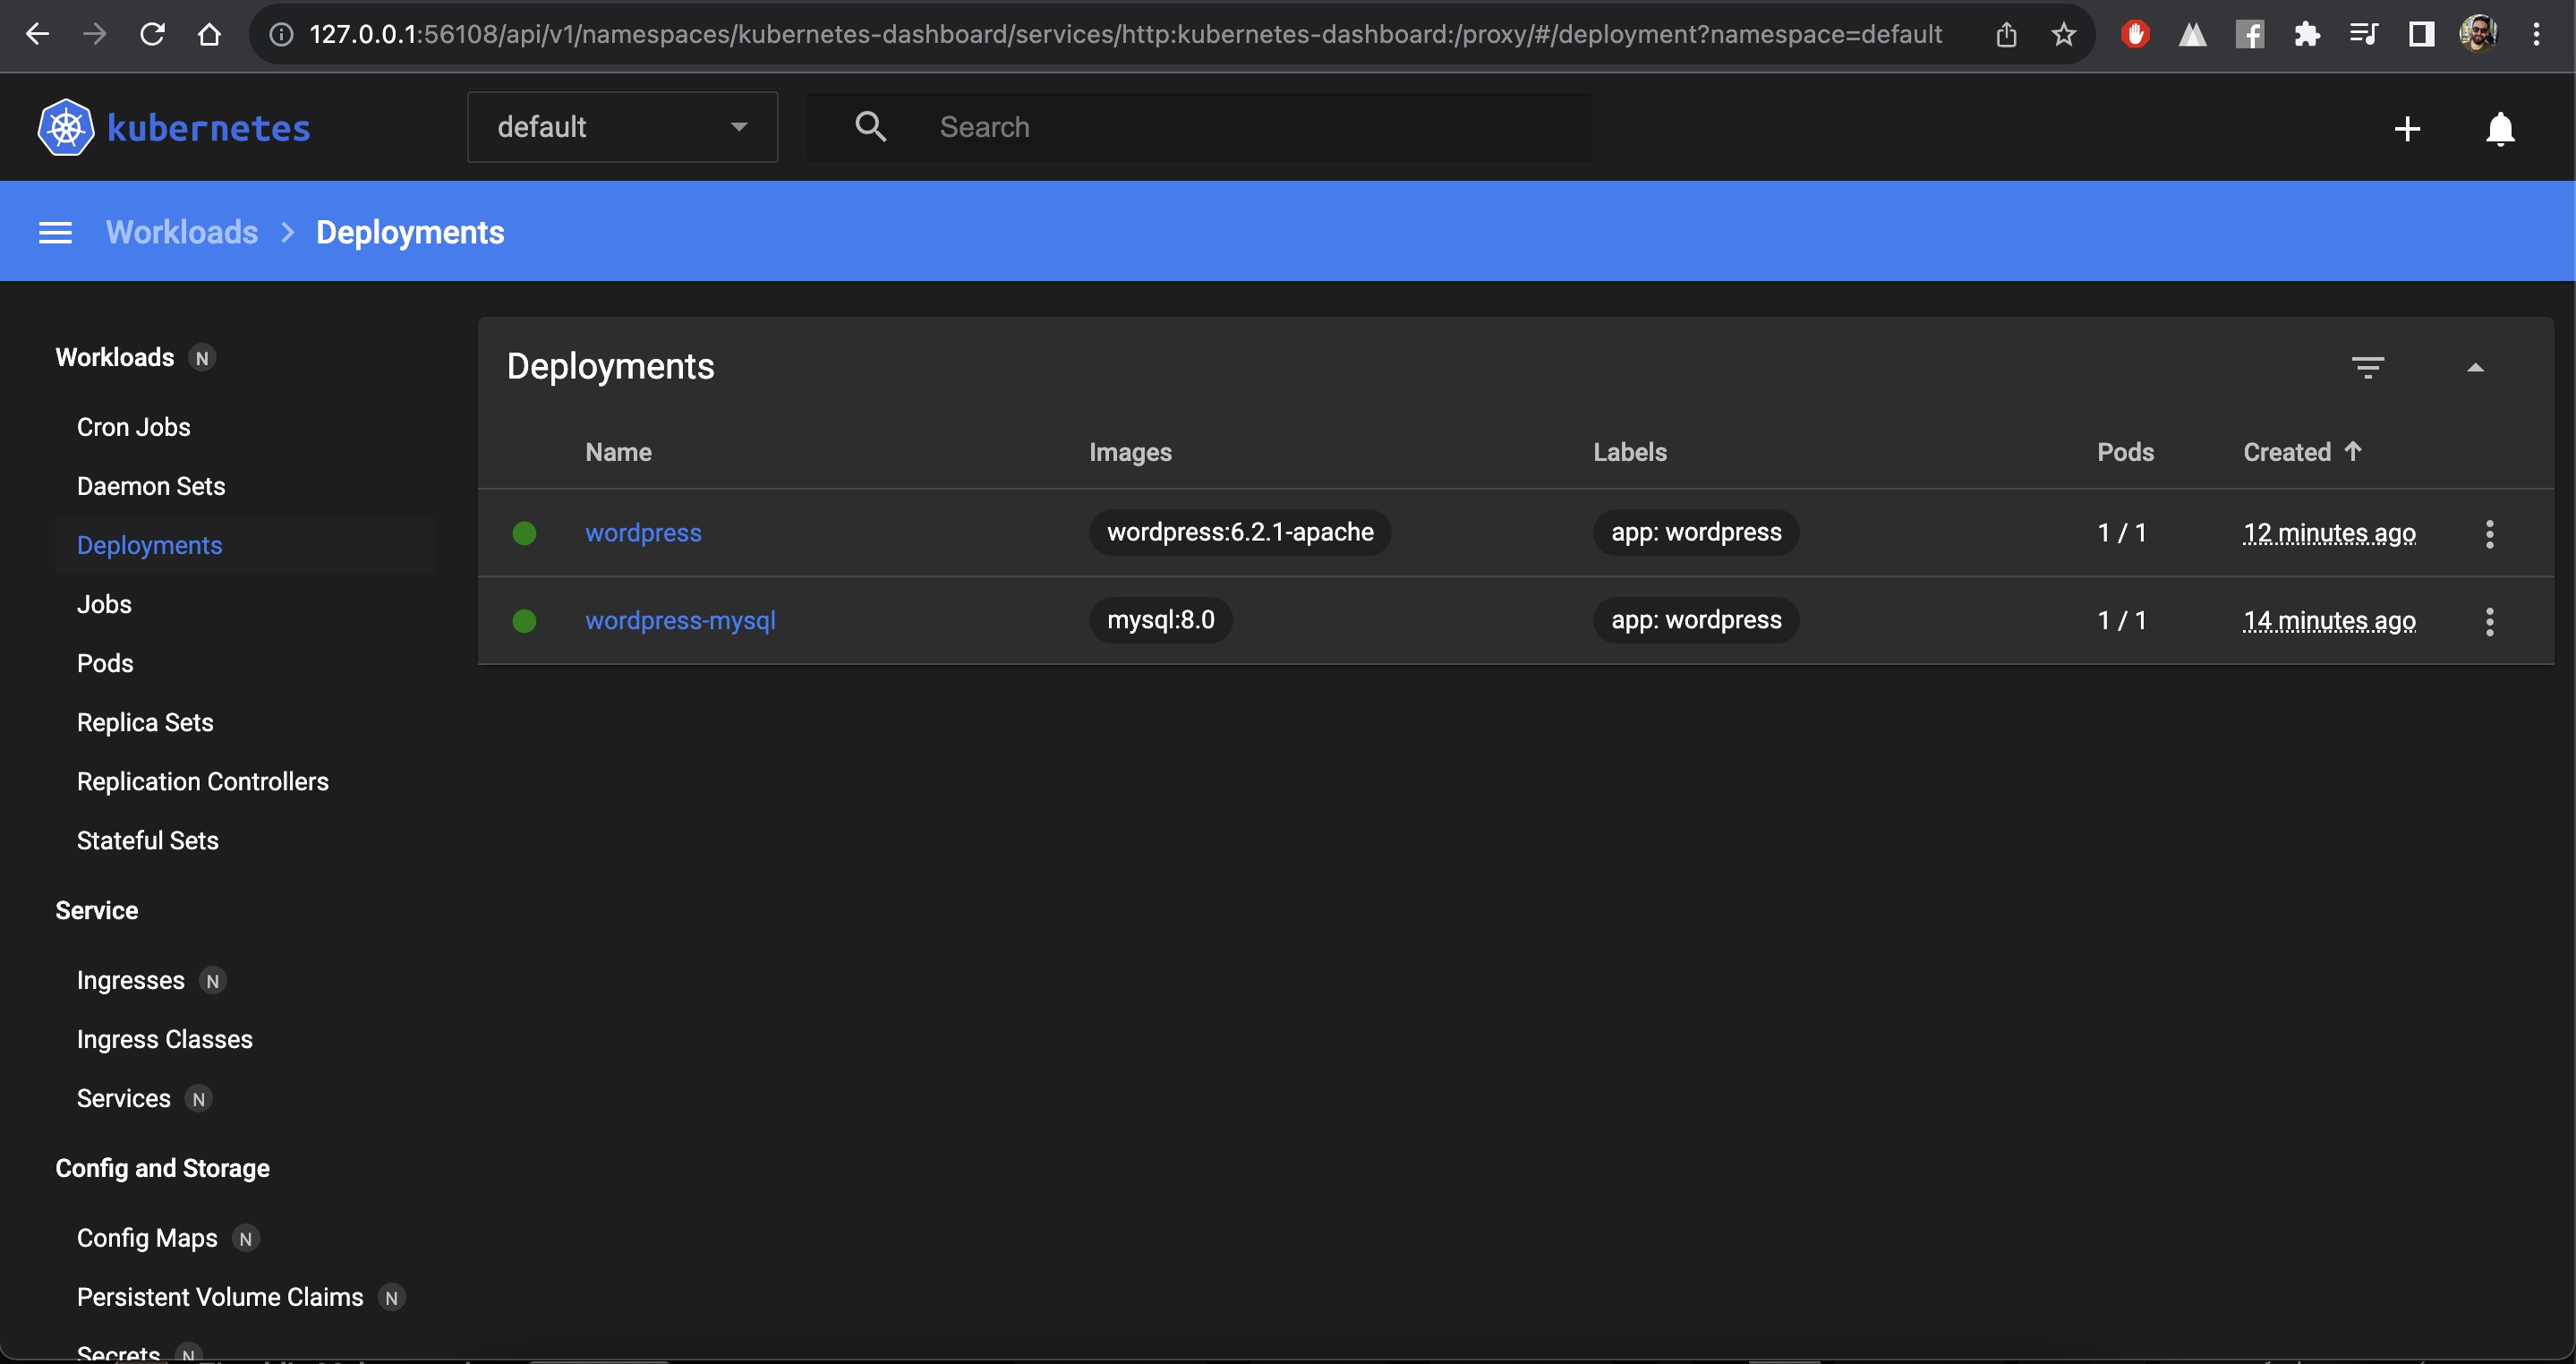 127.0.0.1:56108/api/v1/namespaces/kubernetes-dashboard/services/http:kubernetes-dashboard:/proxy/#/deployment?namespace=default
kubernetes
default
Search
Workloads > Deployments
Workloads N
Cron Jobs
Daemon Sets
Deployments
Jobs
Pods
Replica Sets
Replication Controllers
Stateful Sets
Service
Ingresses N
Ingress Classes
Services N
Config and Storage
Config Maps N
Persistent Volume Claims N
Secrets N
Deployments
Name Images Labels Pods Created
wordpress wordpress:6.2.1-apache app: wordpress 1 / 1 12 minutes ago
wordpress-mysql mysql:8.0 app: wordpress 1 / 1 14 minutes ago